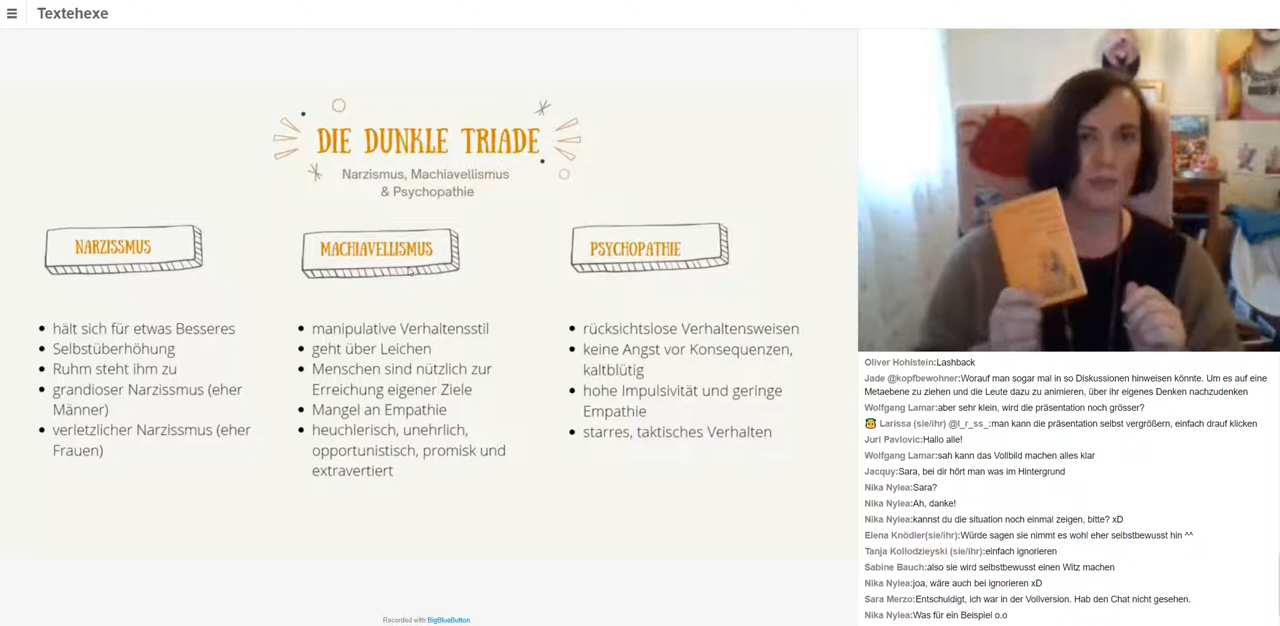 Textehexe
DIE DUNKLE TRIADE
Narzismus, Machiavellismus
& Psychopathie
NARZISSMUS
hält sich für etwas Besseres
Selbstüberhöhung
Ruhm steht ihm zu
grandioser Narzissmus (eher
Männer)
verletzlicher Narzissmus (eher
Frauen)
MACHIAVELLISMUS
manipulative Verhaltensstil
geht über Leichen
Menschen sind nützlich zur
Erreichung eigener Ziele
Mangel an Empathie
heuchlerisch, unehrlich,
opportunistisch, promisk und
extravertiert
PSYCHOPATHIE
rücksichtslose Verhaltensweisen
keine Angst vor Konsequenzen,
kaltblütig
hohe Impulsivität und geringe
Empathie
starres, taktisches Verhalten
Recorded with BigBlueButton.
Oliver Hohlstein:Lashback
Jade @kopfbewohner:Worauf man sogar mal in so Diskussionen hinweisen könnte. Um es auf eine
Metaebene zu ziehen und die Leute dazu zu animieren, über ihr eigenes Denken nachzudenken
Wolfgang Lamar:aber sehr klein, wird die präsentation noch grösser?
Larissa (sie/ihr) @l_r_ss_:man kann die präsentation selbst vergrößern, einfach drauf klicken
Juri Pavlovic:Hallo alle!
Wolfgang Lamar:sah kann das Vollbild machen alles klar
Jacquy:Sara, bei dir hört man was im Hintergrund
Nika Nylea:Sara?
Nika Nylea:Ah, danke!
Nika Nylea:kannst du die situation noch einmal zeigen, bitte? xD
Elena Knödler(sie/ihr):Würde sagen sie nimmt es wohl eher selbstbewusst hin ^^
Tanja Kollodzieyski (sie/ihr):einfach ignorieren
Sabine Bauch:also sie wird selbstbewusst einen Witz machen
Nika Nylea:joa, wäre auch bei ignorieren xD
Sara Merzo:Entschuldigt, ich war in der Vollversion. Hab den Chat nicht gesehen.
Nika Nylea:Was für ein Beispiel o.o